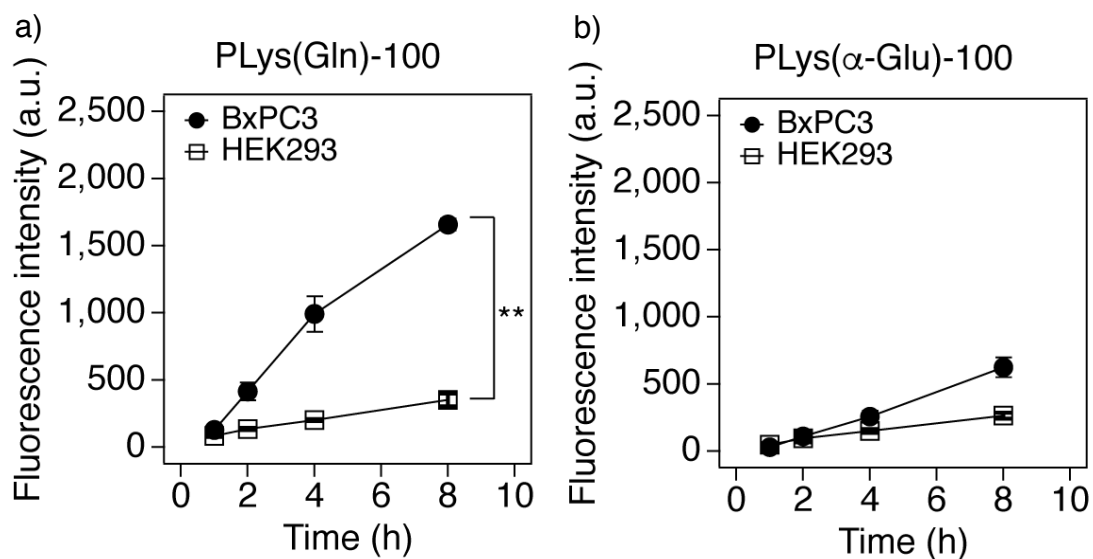 a)
PLys(Gln)-100
Fluorescence intensity (a.u.)
2,500
2,000
1,500
1,000
500
0
BxPC3
HEK293
**
0 2 4 6 8 10
Time (h)
b)
PLys(α-Glu)-100
Fluorescence intensity (a.u.)
2,500
2,000
1,500
1,000
500
0
BxPC3
HEK293
0 2 4 6 8 10
Time (h)